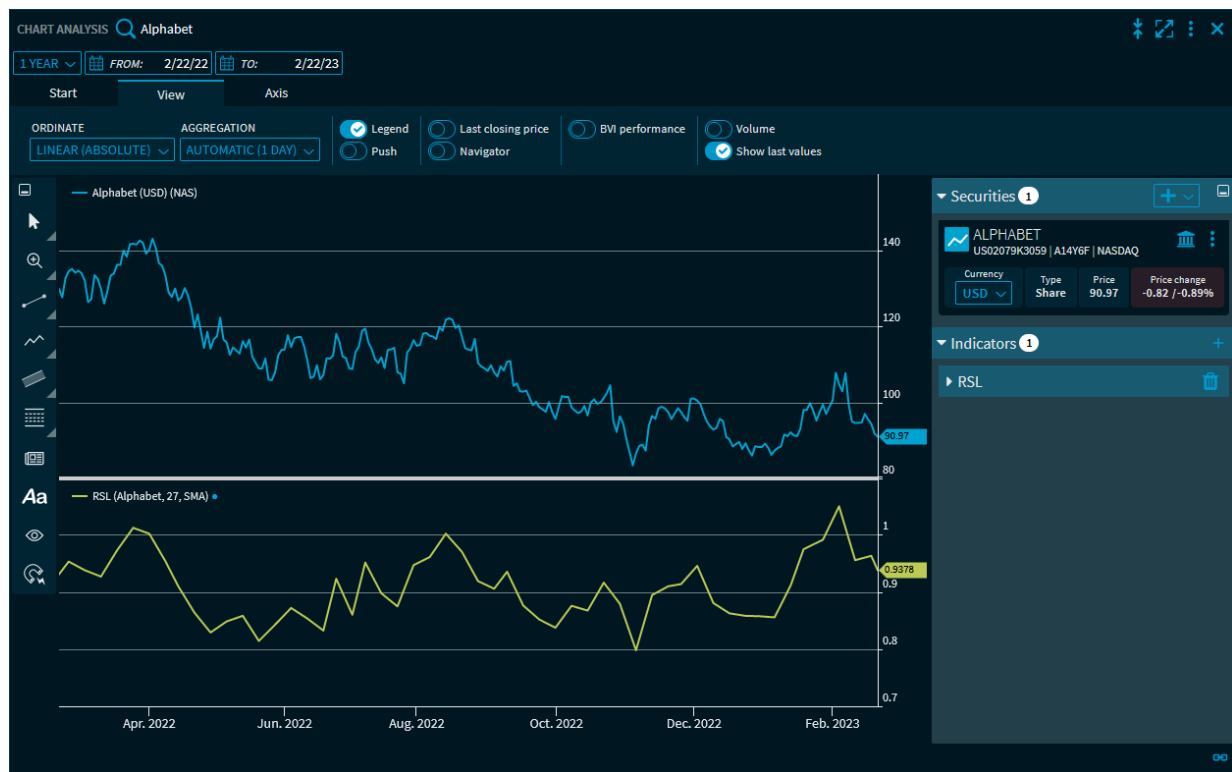 CHART ANALYSIS Alphabet
1 YEAR FROM: 2/22/22 TO: 2/22/23
Start View Axis
ORDINATE AGGREGATION
LINEAR (ABSOLUTE) AUTOMATIC (1 DAY)
Legend Last closing price BVI performance Volume
Push Navigator Show last values
Alphabet (USD) (NAS)
140
120
100
90.97
80
RSL (Alphabet, 27, SMA)
1
0.9378
0.9
0.8
0.7
Apr. 2022 Jun. 2022 Aug. 2022 Oct. 2022 Dec. 2022 Feb. 2023
Aa
Securities 1
ALPHABET
US02079K3059 | A14Y6F | NASDAQ
Currency Type Price Price change
USD Share 90.97 -0.82 /-0.89%
Indicators 1
RSL